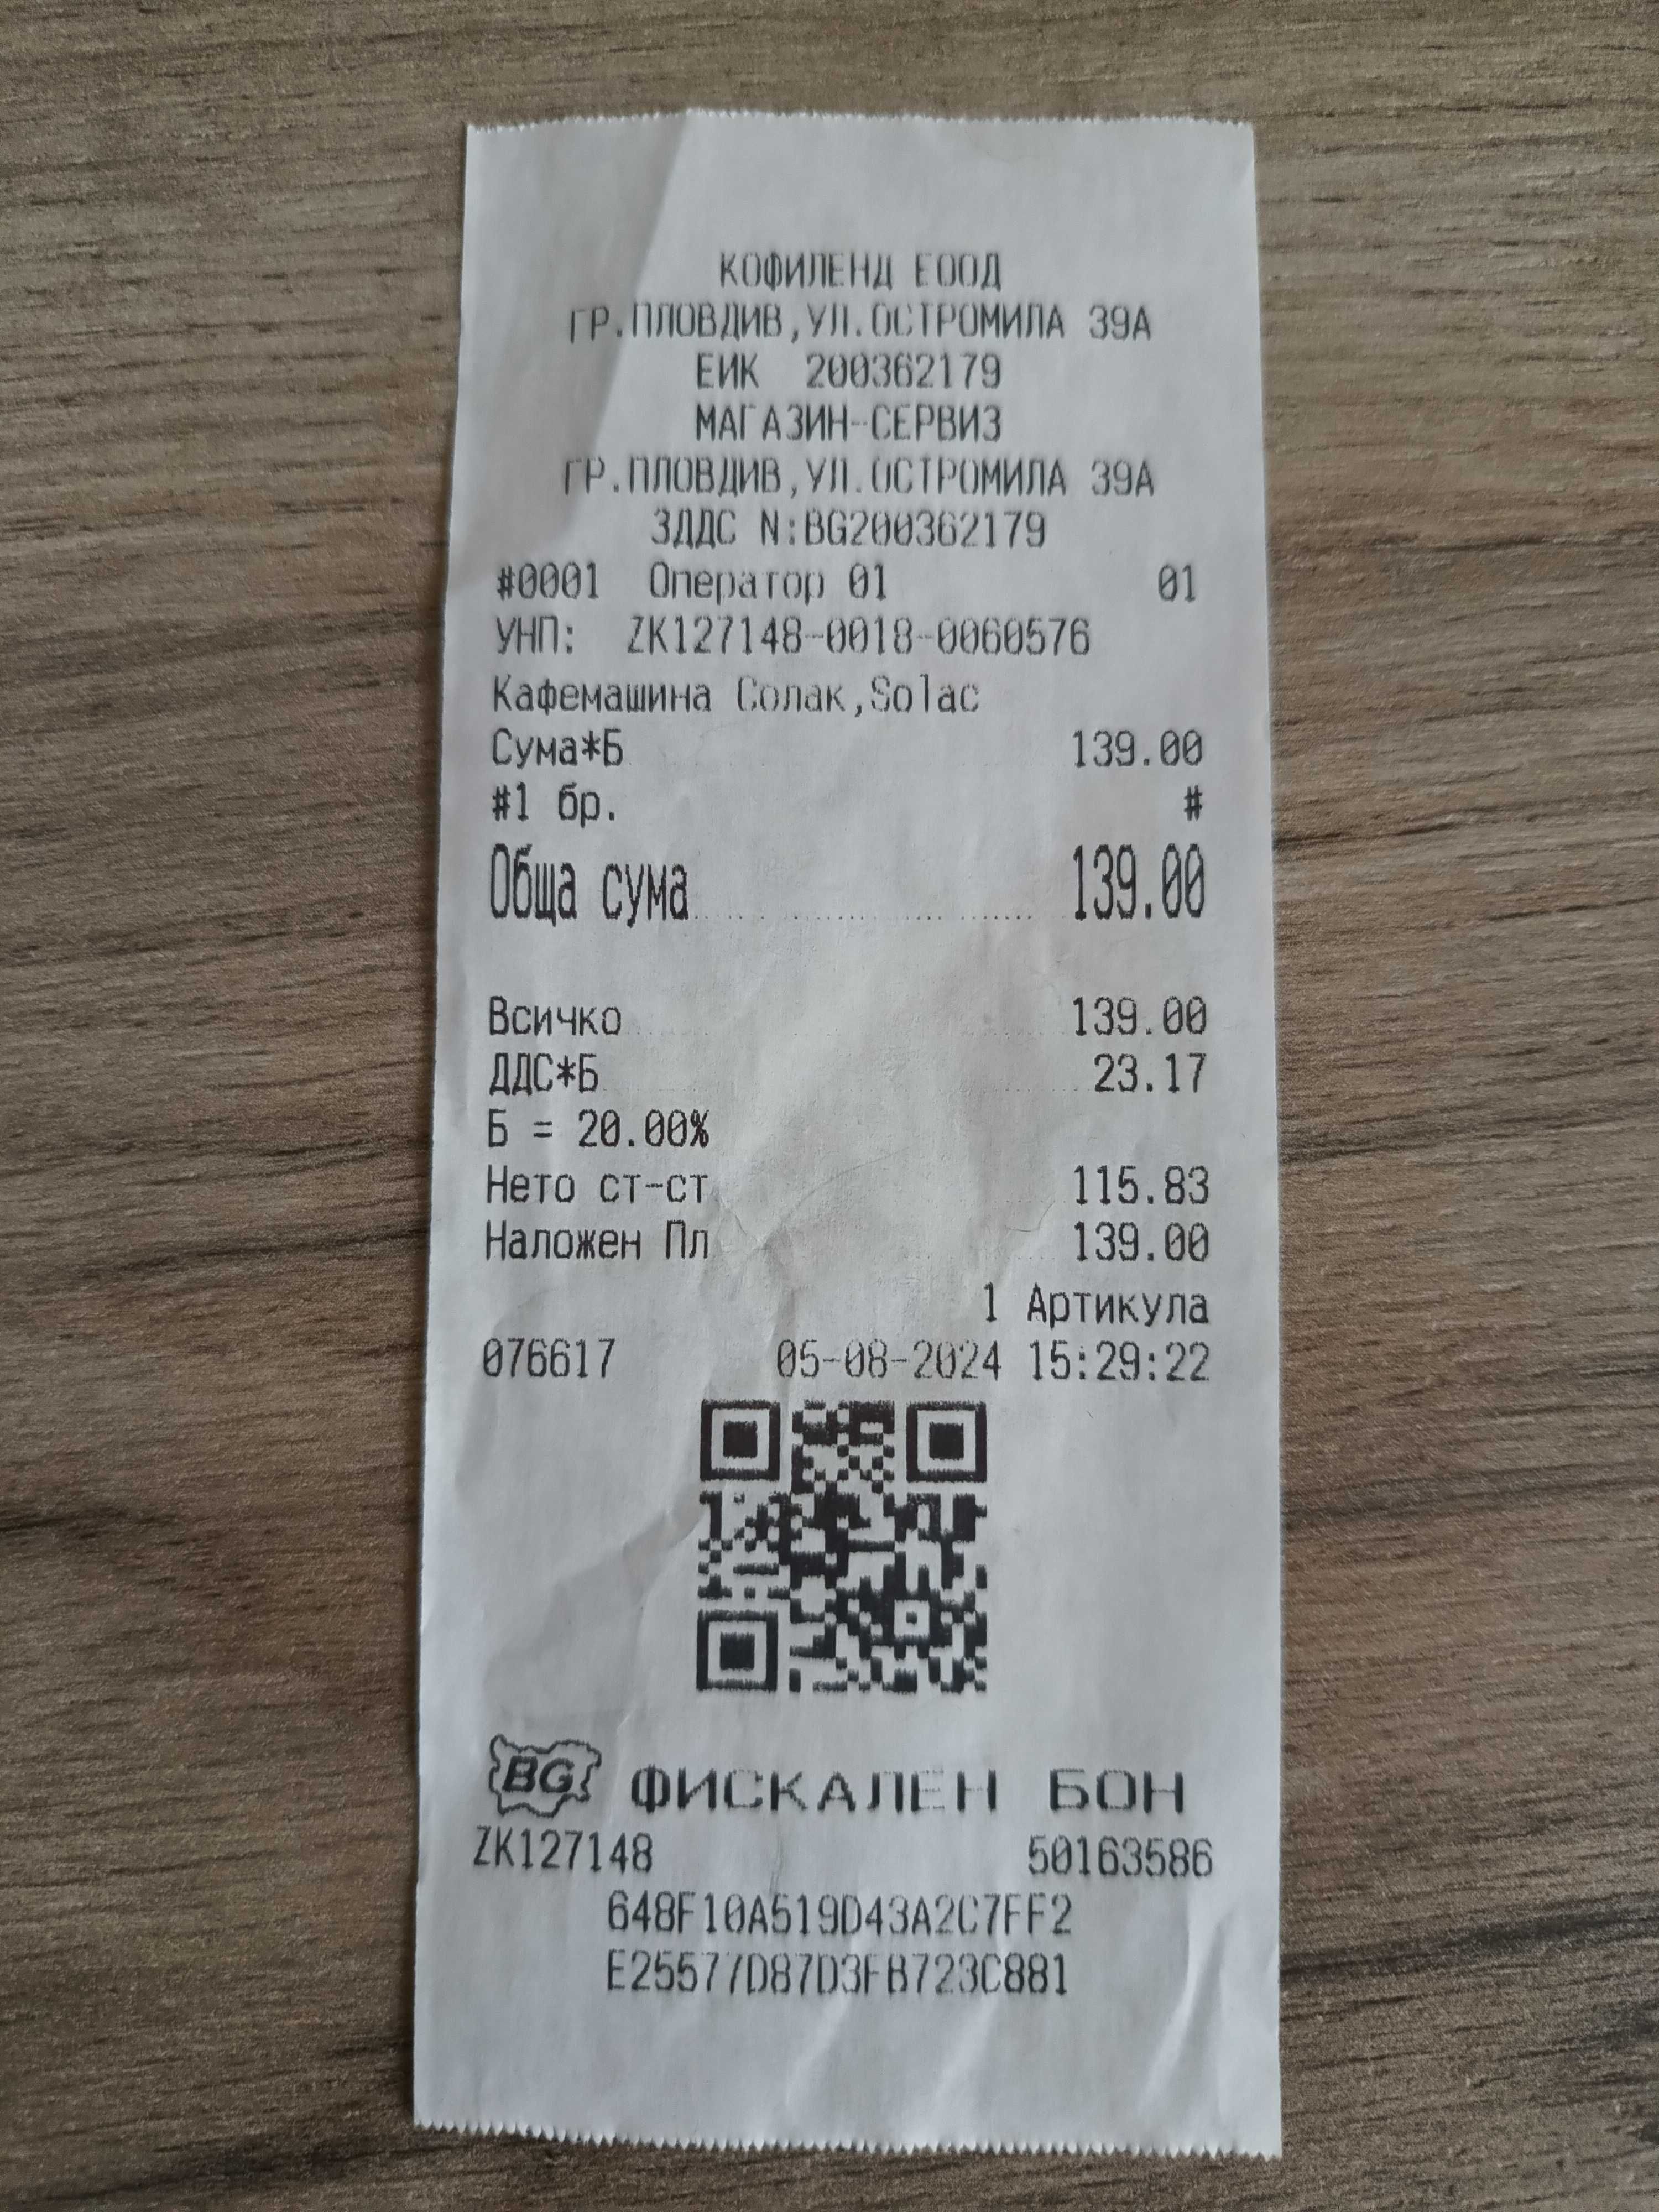 КОФИЛЕНД ЕООД
ГР.ПЛОВДИВ,УЛ.ОСТРОМИЛА 39А
ЕИК 200362179
МАГАЗИН-СЕРВИЗ
ГР.ПЛОВДИВ,УЛ.ОСТРОМИЛА 39А
ЗДДС N:BG200362179
#0001 Оператор 01 01
УНП: ZK127148-0018-0060576
Кафемашина Солак,Solac
Сума*Б 139.00
#1 бр. #
Обща сума 139.00
Всичко 139.00
ДДС*Б 23.17
Б = 20.00%
Нето ст-ст 115.83
Наложен Пл 139.00
1 Артикула
076617 05-08-2024 15:29:22
BG ФИСКАЛЕН БОН
ZK127148 50163586
648F10A519D43A2C7FF2
E25577D87D3FB723C881